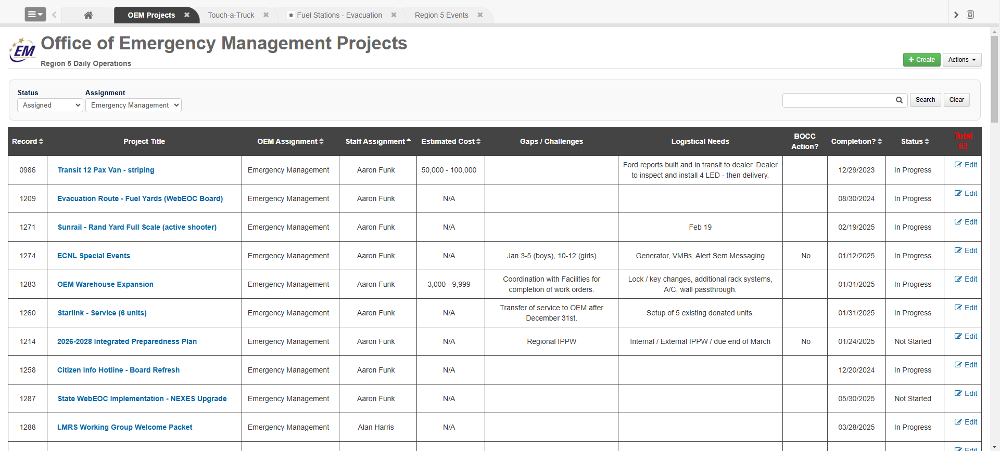 OEM Projects
Touch-a-Truck
Fuel Stations - Evacuation
Region 5 Events
EM
Office of Emergency Management Projects
Region 5 Daily Operations
Create
Actions
Status
Assignment
Assigned
Emergency Management
Search
Clear
Record
Project Title
OEM Assignment
Staff Assignment
Estimated Cost
Gaps / Challenges
Logistical Needs
BOCC
Action?
Completion?
Status
Total
63
0986
Transit 12 Pax Van - striping
Emergency Management
Aaron Funk
50,000 - 100,000
Ford reports built and in transit to dealer. Dealer
to inspect and install 4 LED - then delivery.
12/29/2023
In Progress
Edit
1209
Evacuation Route - Fuel Yards (WebEOC Board)
Emergency Management
Aaron Funk
N/A
08/30/2024
In Progress
Edit
1271
Sunrail - Rand Yard Full Scale (active shooter)
Emergency Management
Aaron Funk
N/A
Feb 19
02/19/2025
In Progress
Edit
1274
ECNL Special Events
Emergency Management
Aaron Funk
N/A
Jan 3-5 (boys), 10-12 (girls)
Generator, VMBs, Alert Sem Messaging
No
01/12/2025
In Progress
Edit
1283
OEM Warehouse Expansion
Emergency Management
Aaron Funk
3,000 - 9,999
Coordination with Facilities for
completion of work orders.
Lock / key changes, additional rack systems,
A/C, wall passthrough.
01/31/2025
In Progress
Edit
1260
Starlink - Service (6 units)
Emergency Management
Aaron Funk
N/A
Transfer of service to OEM after
December 31st.
Setup of 5 existing donated units.
01/31/2025
In Progress
Edit
1214
2026-2028 Integrated Preparedness Plan
Emergency Management
Aaron Funk
N/A
Regional IPPW
Internal / External IPPW / due end of March
No
01/24/2025
Not Started
Edit
1258
Citizen Info Hotline - Board Refresh
Emergency Management
Aaron Funk
N/A
12/20/2024
In Progress
Edit
1287
State WebEOC Implementation - NEXES Upgrade
Emergency Management
Aaron Funk
N/A
05/30/2025
Not Started
Edit
1288
LMRS Working Group Welcome Packet
Emergency Management
Alan Harris
N/A
03/28/2025
In Progress
Edit
Edit